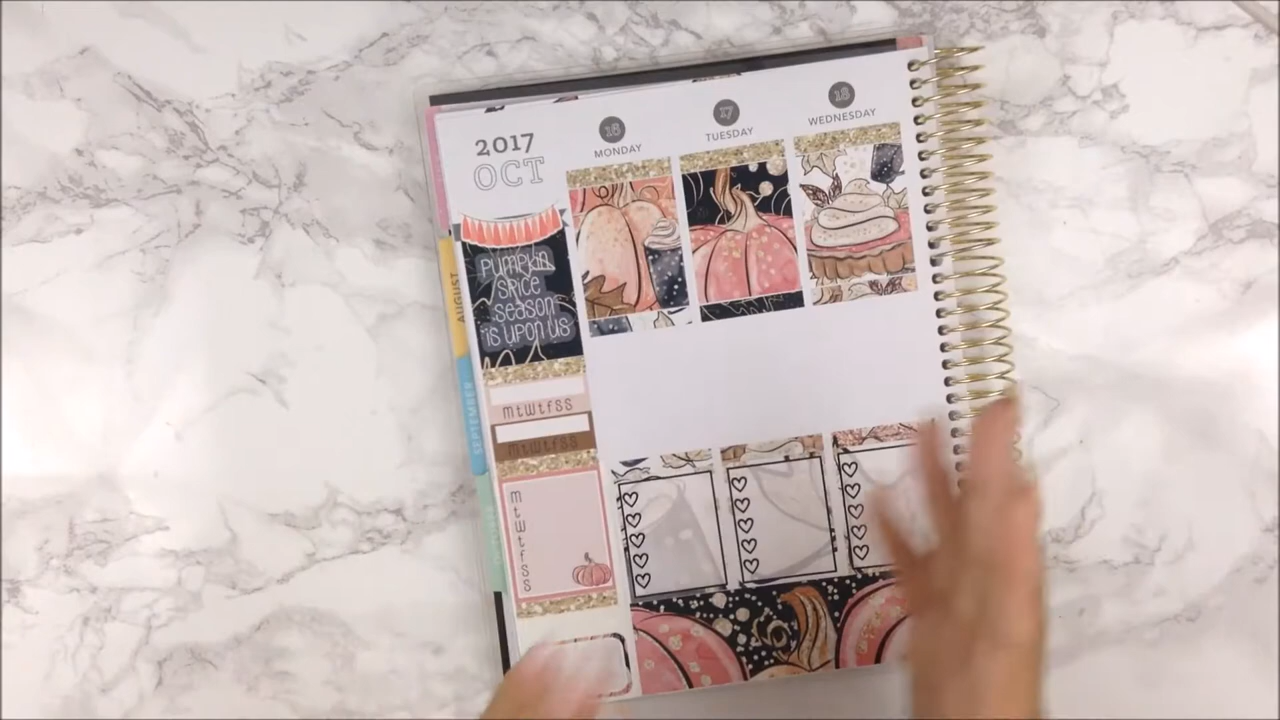 2017
OCT
16
MONDAY
17
TUESDAY
18
WEDNESDAY
PUMPKIN
SPICE
SEASON
IS UPON US
mtwtfss
mtwtfss
m
t
w
t
f
s
s
AUGUST
SEPTEMBER